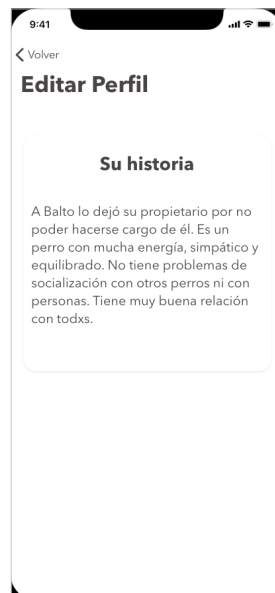 9:41
Volver
Editar Perfil
Su historia
A Balto lo dejó su propietario por no
poder hacerse cargo de él. Es un
perro con mucha energía, simpático y
equilibrado. No tiene problemas de
socialización con otros perros ni con
personas. Tiene muy buena relación
con todxs.